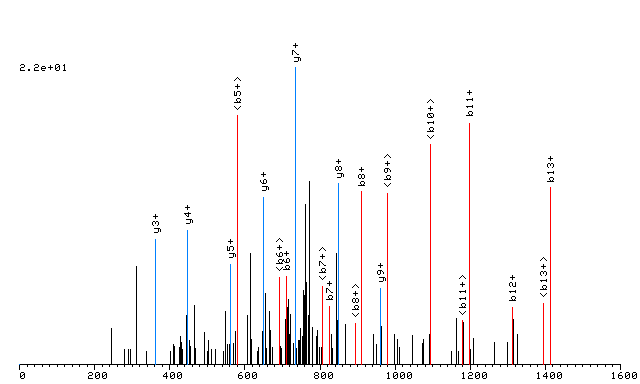 2.2e+01
y7+
<b5+>
b11+
<b10+>
y6+
y8+
b8+
<b9+>
b13+
y3+
y4+
y5+
<b6+>
b6+
<b7+>
b7+
<b8+>
y9+
<b11+>
b12+
<b13+>
0 200 400 600 800 1000 1200 1400 1600